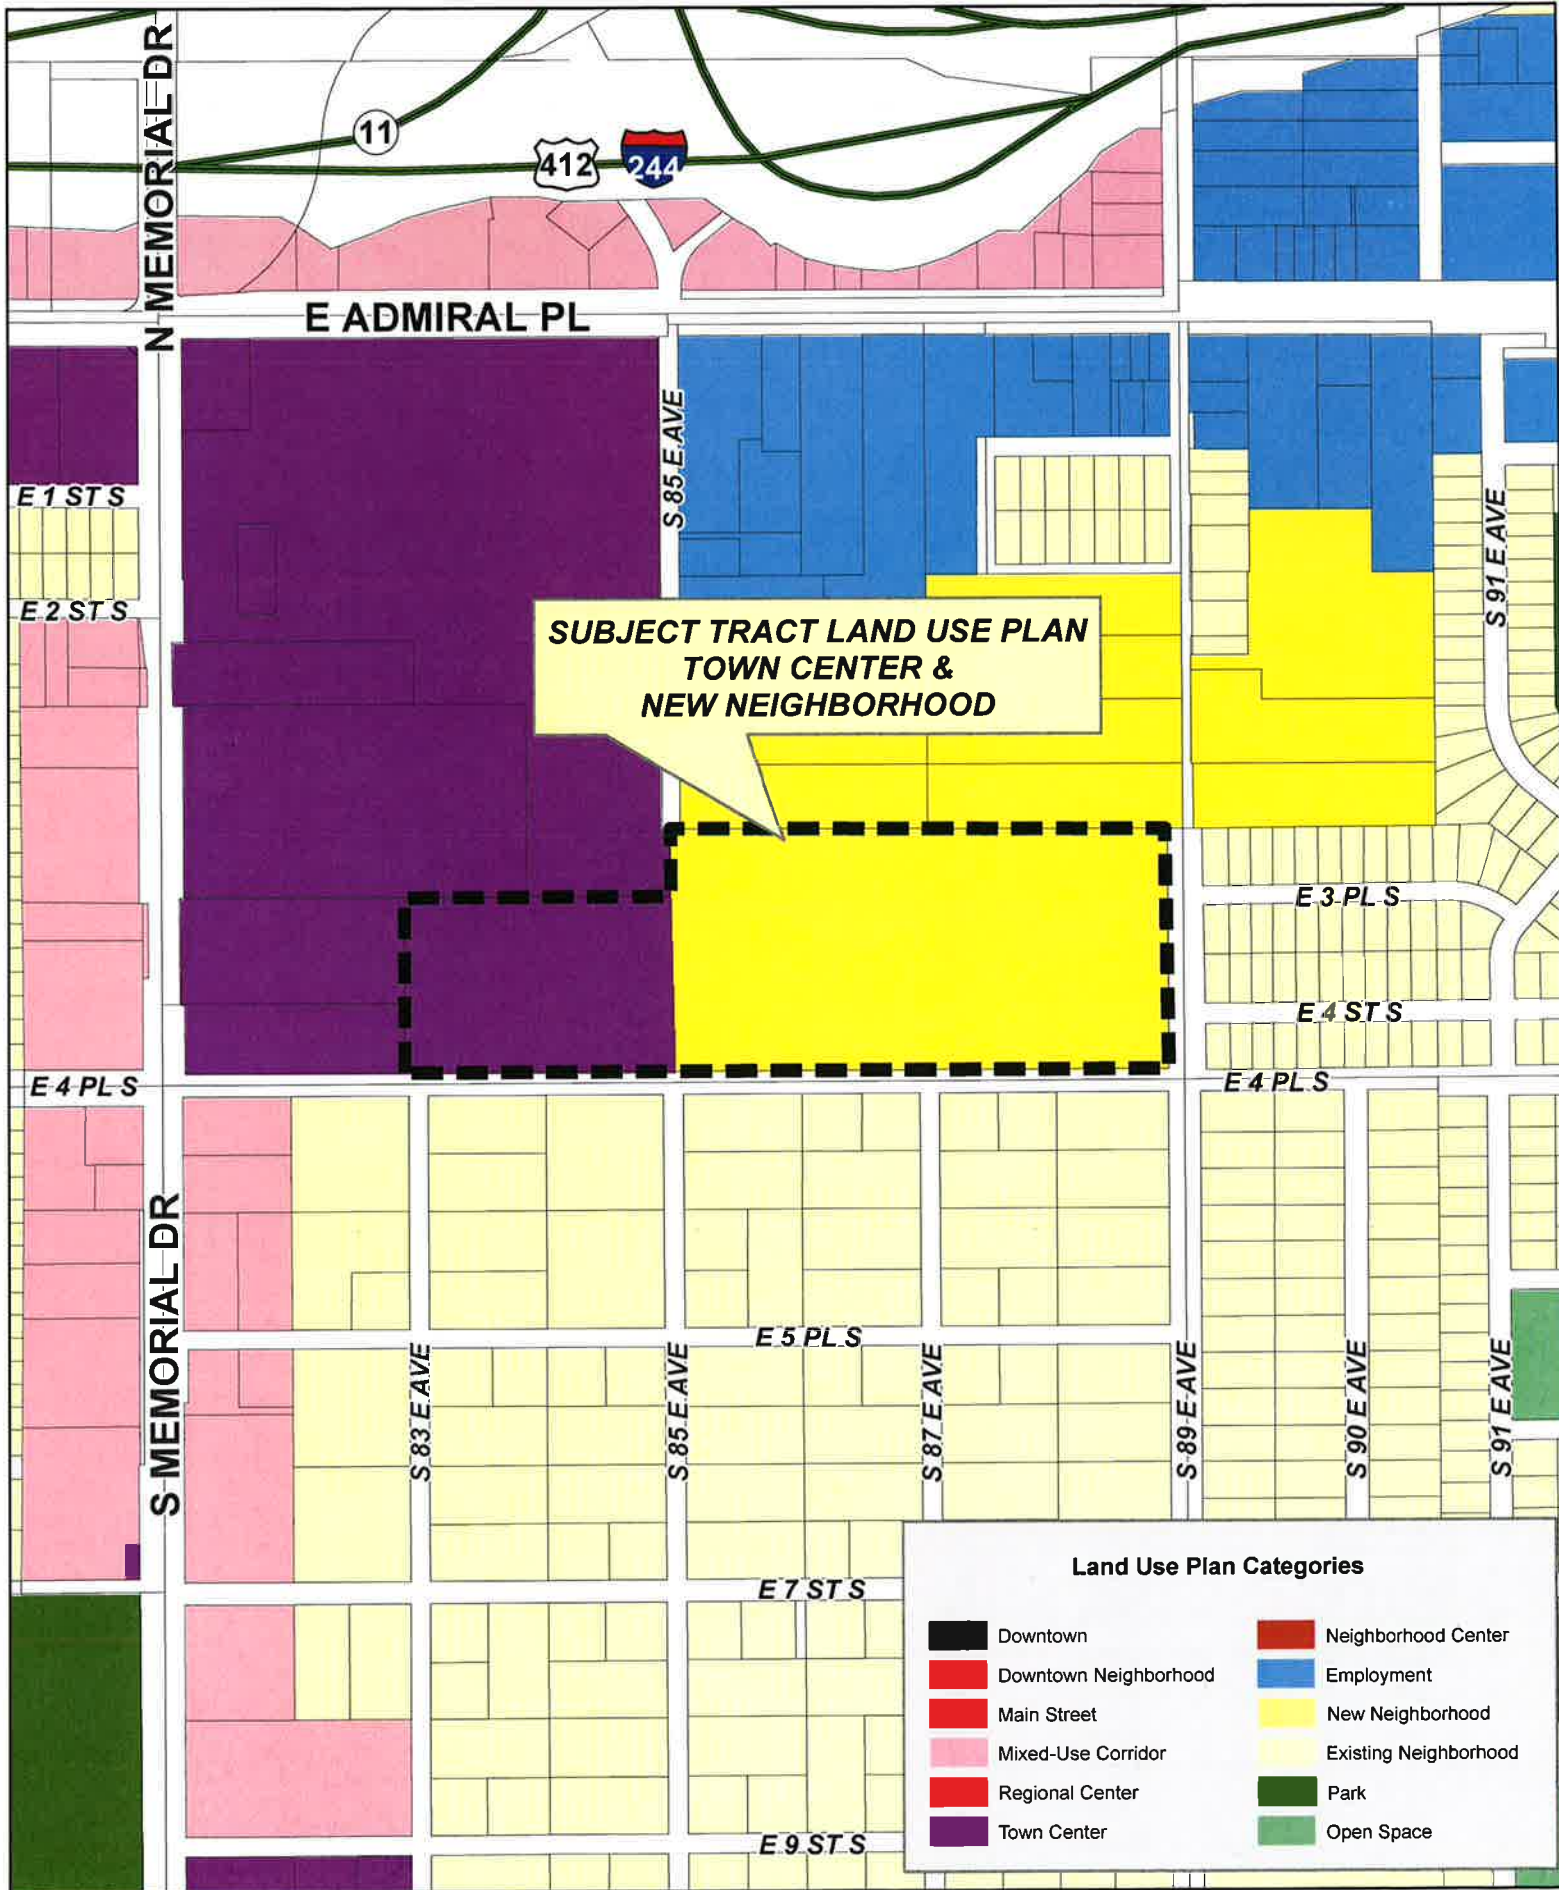 N MEMORIAL DR
11
412
244
E ADMIRAL PL
S 85 E AVE
E 1 ST S
S 91 E AVE
E 2 ST S
SUBJECT TRACT LAND USE PLAN
TOWN CENTER &
NEW NEIGHBORHOOD
E 3 PL S
E 4 ST S
E 4 PL S
E 4 PL S
S MEMORIAL DR
E 5 PL S
S 83 E AVE
S 85 E AVE
S 87 E AVE
S 89 E AVE
S 90 E AVE
S 91 E AVE
E 7 ST S
E 9 ST S
Land Use Plan Categories
Downtown
Downtown Neighborhood
Main Street
Mixed-Use Corridor
Regional Center
Town Center
Neighborhood Center
Employment
New Neighborhood
Existing Neighborhood
Park
Open Space